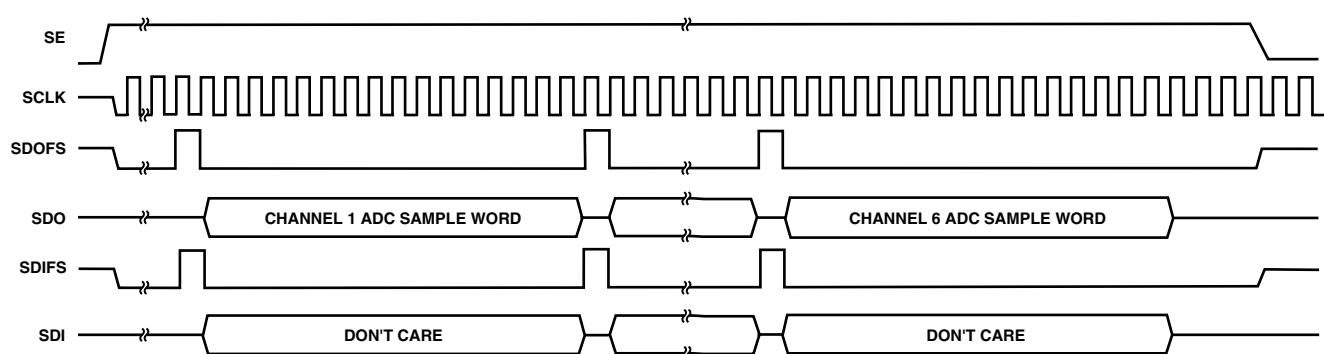 SE
SCLK
SDOFS
SDO
CHANNEL 1 ADC SAMPLE WORD
CHANNEL 6 ADC SAMPLE WORD
SDIFS
SDI
DON'T CARE
DON'T CARE